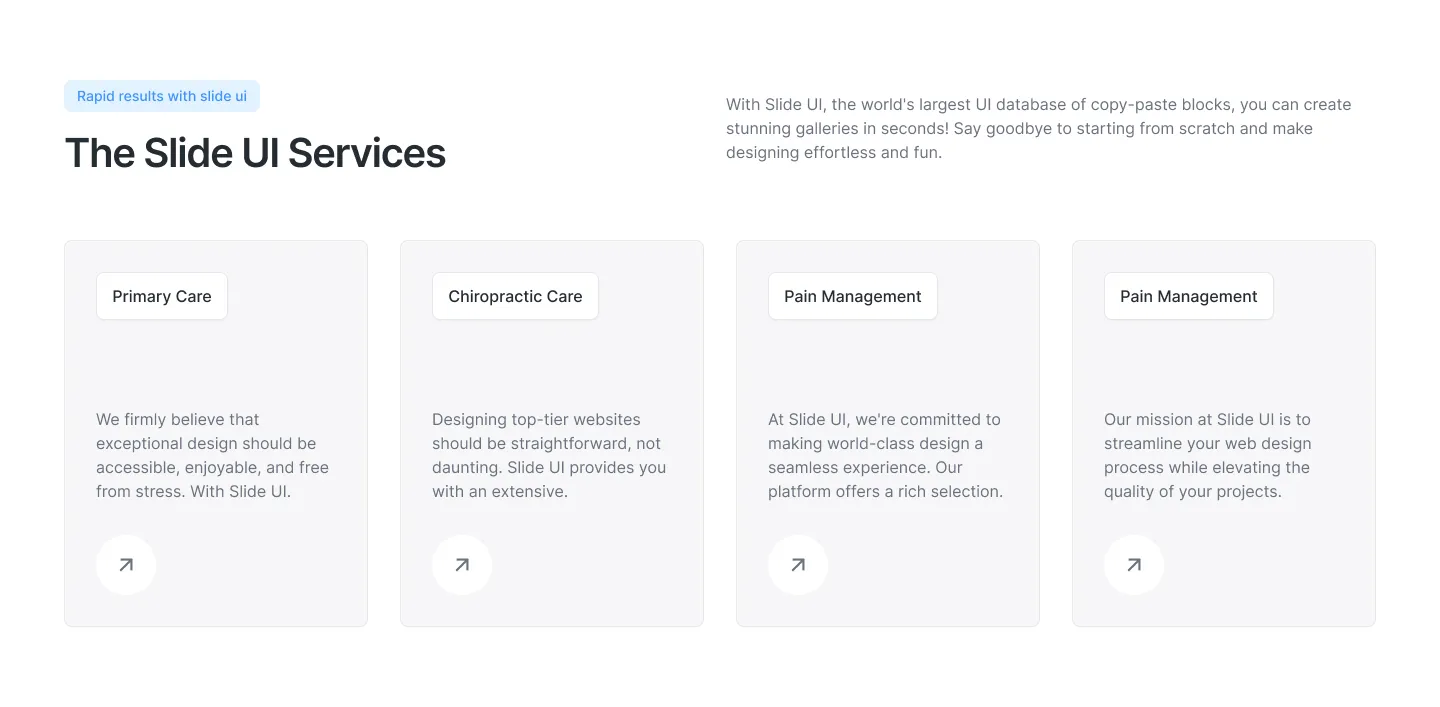 Rapid results with slide ui
The Slide UI Services
With Slide UI, the world's largest UI database of copy-paste blocks, you can create
stunning galleries in seconds! Say goodbye to starting from scratch and make
designing effortless and fun.
Primary Care
We firmly believe that
exceptional design should be
accessible, enjoyable, and free
from stress. With Slide UI.
Chiropractic Care
Designing top-tier websites
should be straightforward, not
daunting. Slide UI provides you
with an extensive.
Pain Management
At Slide UI, we're committed to
making world-class design a
seamless experience. Our
platform offers a rich selection.
Pain Management
Our mission at Slide UI is to
streamline your web design
process while elevating the
quality of your projects.